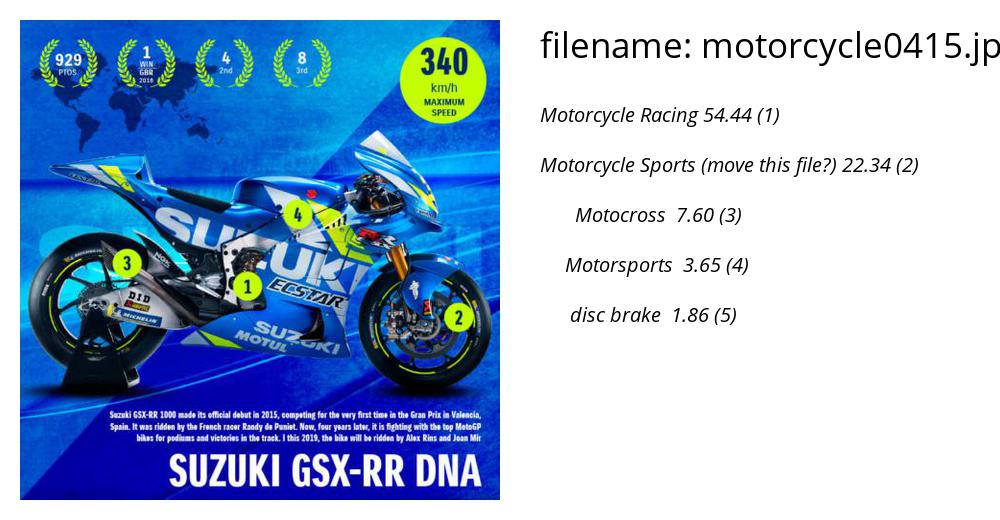 929
PTOS
1
WIN
GBR
2016
4
2nd
8
3rd
340
km/h
MAXIMUM
SPEED
filename: motorcycle0415.jp
Motorcycle Racing 54.44 (1)
Motorcycle Sports (move this file?) 22.34 (2)
Motocross 7.60 (3)
Motorsports 3.65 (4)
disc brake 1.86 (5)
4
SUZUKI
RR
3
1
SUZUKI
ECSTAR
D.I.D
MICHELIN
2
SUZUKI
MOTUL
Suzuki GSX-RR 1000 made its official debut in 2015, competing for the very first time in the Gran Prix in Valencia,
Spain. It was ridden by the French racer Randy de Puniet. Now, four years later, it is fighting with the top MotoGP
bikes for podiums and victories in the track. I this 2019, the bike will be ridden by Alex Rins and Joan Mir
SUZUKI GSX-RR DNA